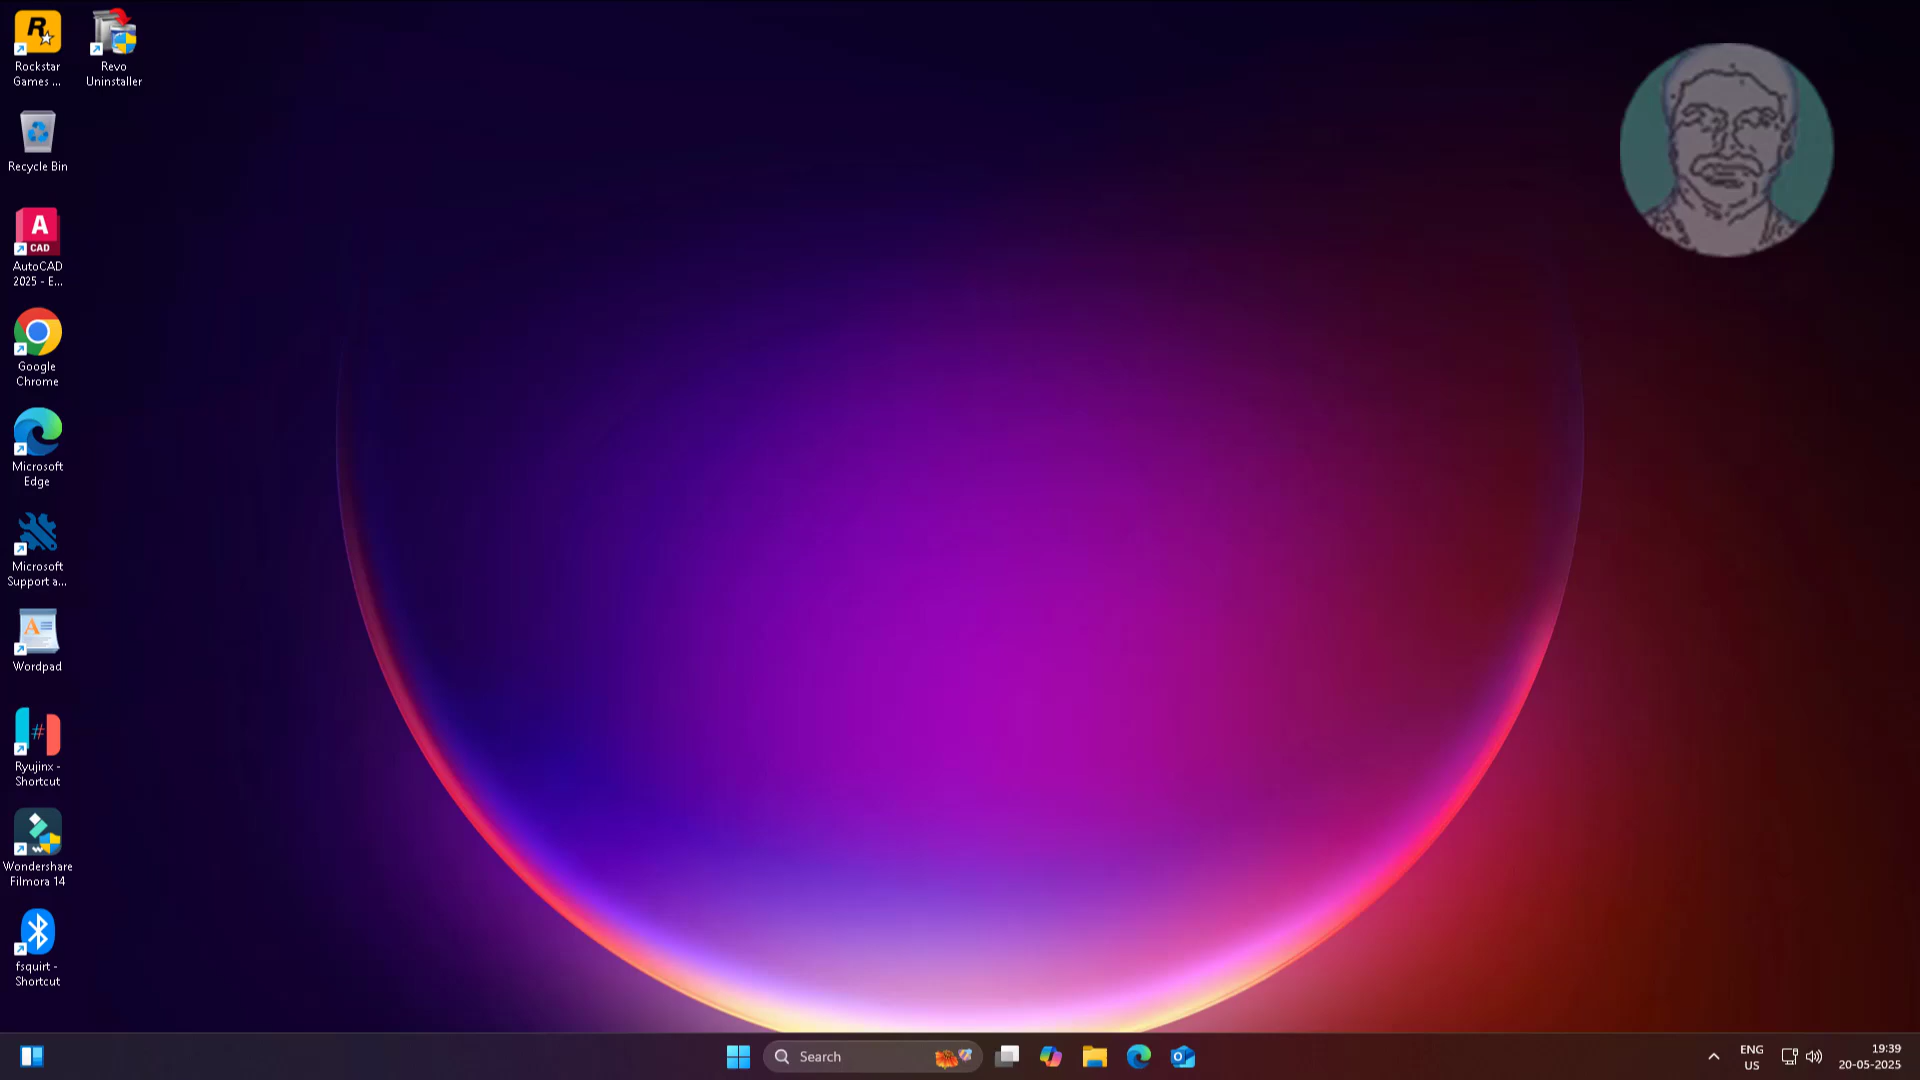 Rockstar
Games ...
Revo
Uninstaller
Recycle Bin
A
CAD
AutoCAD
2025 - E...
Google
Chrome
Microsoft
Edge
Microsoft
Support a...
Wordpad
Ryujinx -
Shortcut
Wondershare
Filmora 14
fsquirt -
Shortcut
Search
ENG
US
19:39
20-05-2025